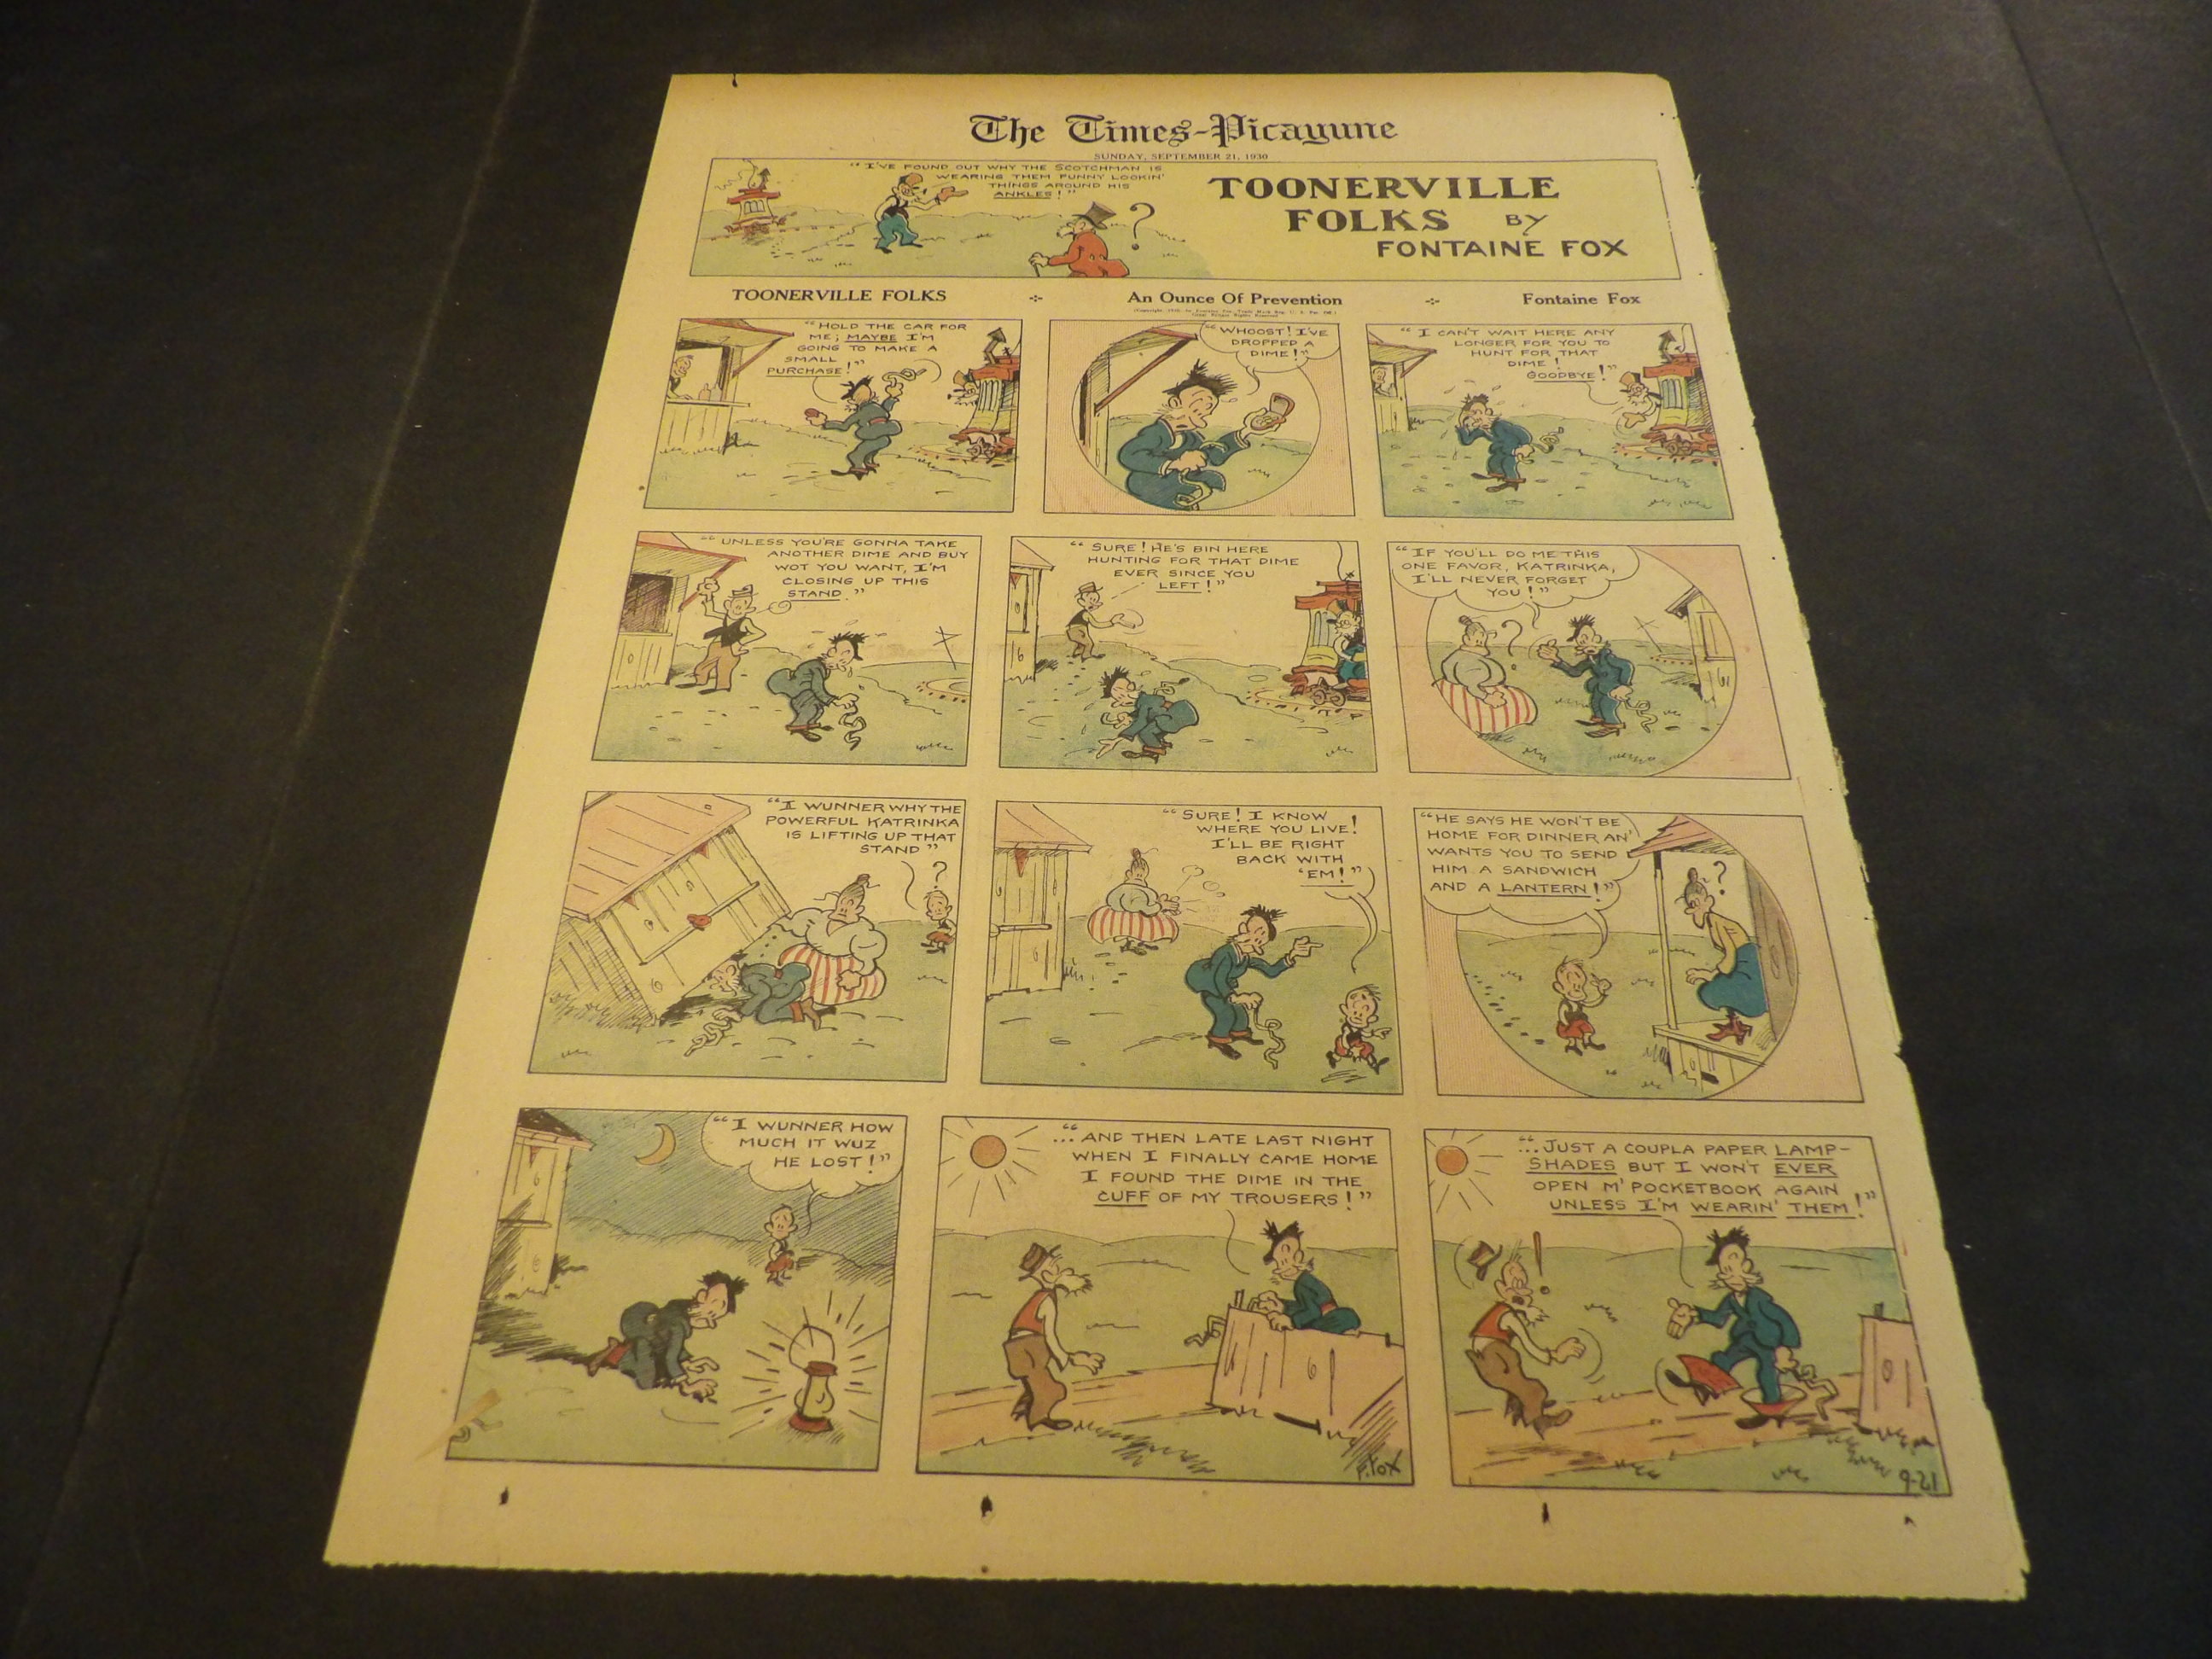 The Times-Picayune
SUNDAY, SEPTEMBER 21, 1930
"I'VE FOUND OUT WHY THE SCOTCHMAN IS
WEARING THEM FUNNY LOOKIN'
THINGS AROUND HIS
ANKLES!"
?
TOONERVILLE
FOLKS BY
FONTAINE FOX
TOONERVILLE FOLKS
An Ounce Of Prevention
Fontaine Fox
"HOLD THE CAR FOR
ME; MAYBE I'M
GOING TO MAKE A
SMALL
PURCHASE!"
"WHOOST! I'VE
DROPPED A
DIME!"
"I CAN'T WAIT HERE ANY
LONGER FOR YOU TO
HUNT FOR THAT
DIME!
GOODBYE!"
"UNLESS YOU'RE GONNA TAKE
ANOTHER DIME AND BUY
WOT YOU WANT, I'M
CLOSING UP THIS
STAND."
"SURE! HE'S BIN HERE
HUNTING FOR THAT DIME
EVER SINCE YOU
LEFT!"
"IF YOU'LL DO ME THIS
ONE FAVOR, KATRINKA,
I'LL NEVER FORGET
YOU!"
?
"I WUNNER WHY THE
POWERFUL KATRINKA
IS LIFTING UP THAT
STAND"
?
"SURE! I KNOW
WHERE YOU LIVE!
I'LL BE RIGHT
BACK WITH
'EM!"
"HE SAYS HE WON'T BE
HOME FOR DINNER AN'
WANTS YOU TO SEND
HIM A SANDWICH
AND A LANTERN!"
?
"I WUNNER HOW
MUCH IT WUZ
HE LOST!"
"... AND THEN LATE LAST NIGHT
WHEN I FINALLY CAME HOME
I FOUND THE DIME IN THE
CUFF OF MY TROUSERS!"
F. FOX
"... JUST A COUPLA PAPER LAMP-
SHADES BUT I WON'T EVER
OPEN M' POCKETBOOK AGAIN
UNLESS I'M WEARIN' THEM!"
!
9-21